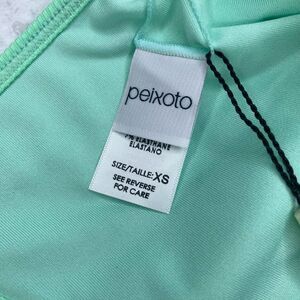 peixoto
ELASTHANE
ELASTANO
SIZE/TAILLE: XS
SEE REVERSE
FOR CARE